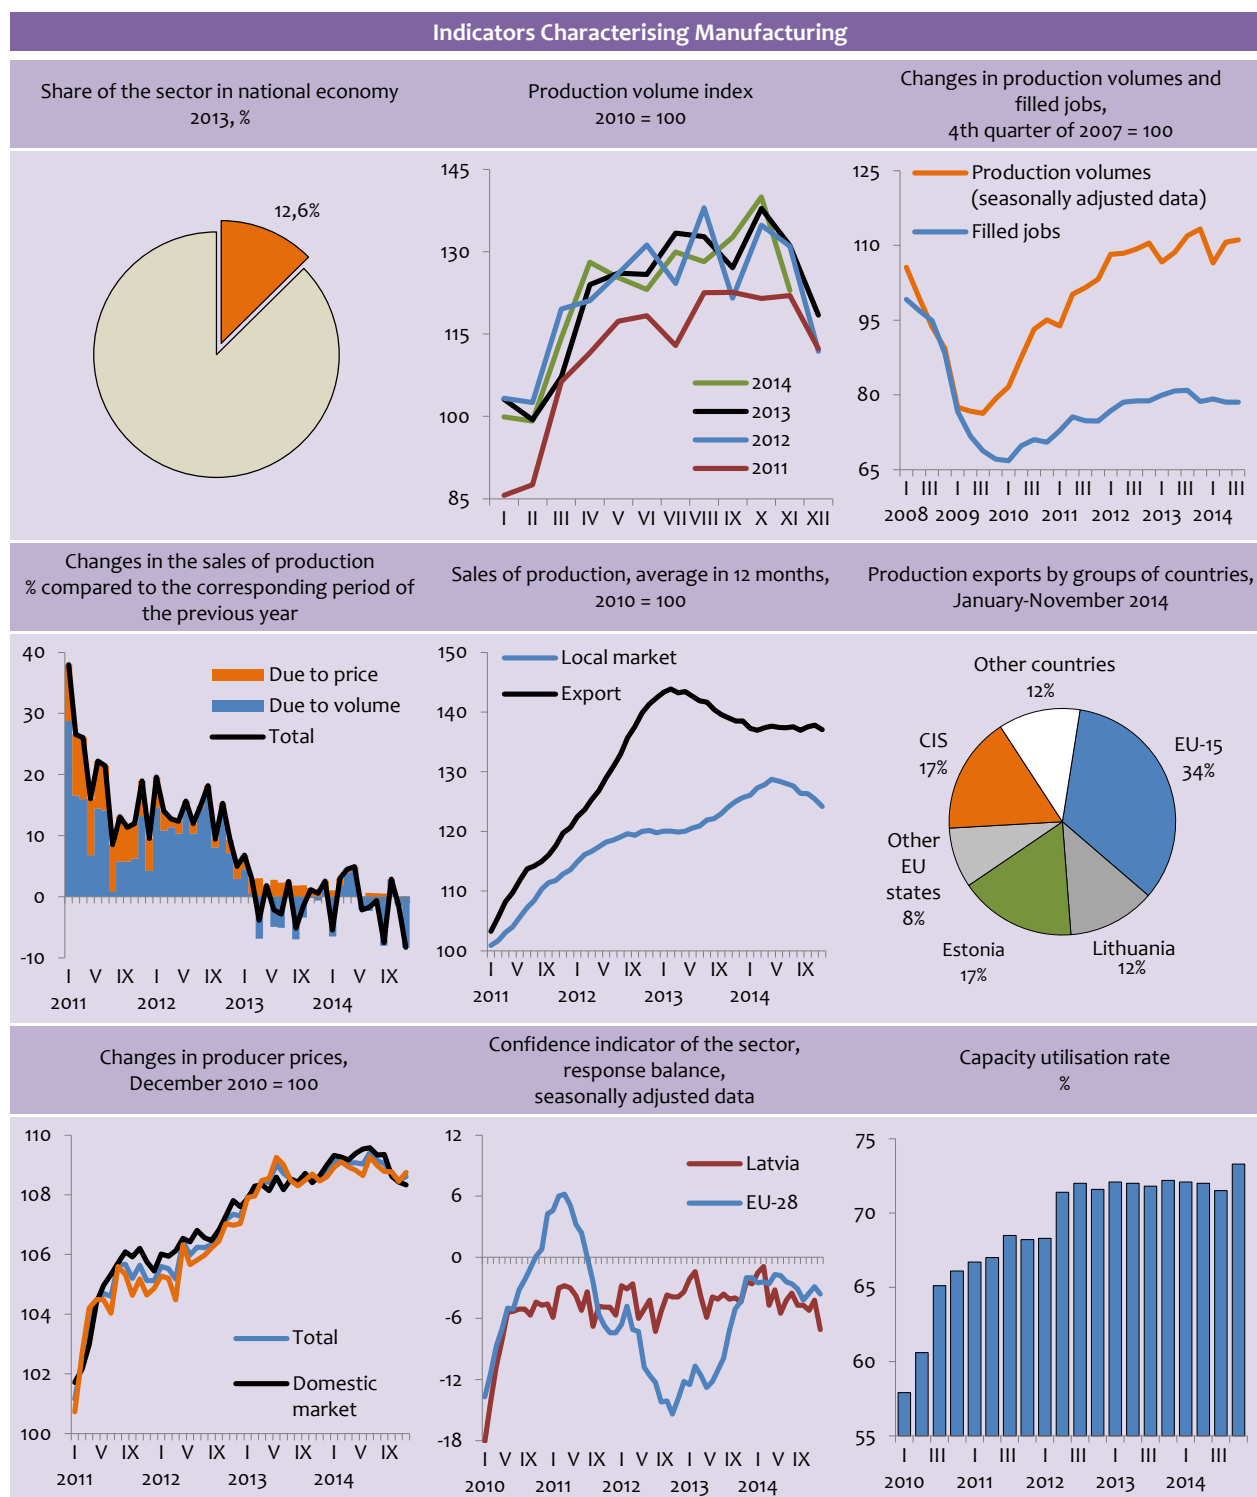 Indicators Characterising Manufacturing
Share of the sector in national economy
2013, %
Production volume index
2010 = 100
Changes in production volumes and
filled jobs,
4th quarter of 2007 = 100
12,6%
145
130
115
100
85
2014
2013
2012
2011
I II III IV V VI VII VIII IX X XI XII
125
110
95
80
65
Production volumes
(seasonally adjusted data)
Filled jobs
I III I III I III I III I III I III I III
2008 2009 2010 2011 2012 2013 2014
Changes in the sales of production
% compared to the corresponding period of
the previous year
Sales of production, average in 12 months,
2010 = 100
Production exports by groups of countries,
January-November 2014
40
30
20
10
0
-10
Due to price
Due to volume
Total
I V IX I V IX I V IX I V IX
2011 2012 2013 2014
150
140
130
120
110
100
Local market
Export
I V IX I V IX I V IX I V IX
2011 2012 2013 2014
Other countries
12%
EU-15
34%
CIS
17%
Other
EU
states
8%
Estonia
17%
Lithuania
12%
Changes in producer prices,
December 2010 = 100
Confidence indicator of the sector,
response balance,
seasonally adjusted data
Capacity utilisation rate
%
110
108
106
104
102
100
Total
Domestic
market
I V IX I V IX I V IX I V IX
2011 2012 2013 2014
12
6
0
-6
-12
-18
Latvia
EU-28
I V IX I V IX I V IX I V IX I V IX
2010 2011 2012 2013 2014
75
70
65
60
55
I III I III I III I III I III
2010 2011 2012 2013 2014